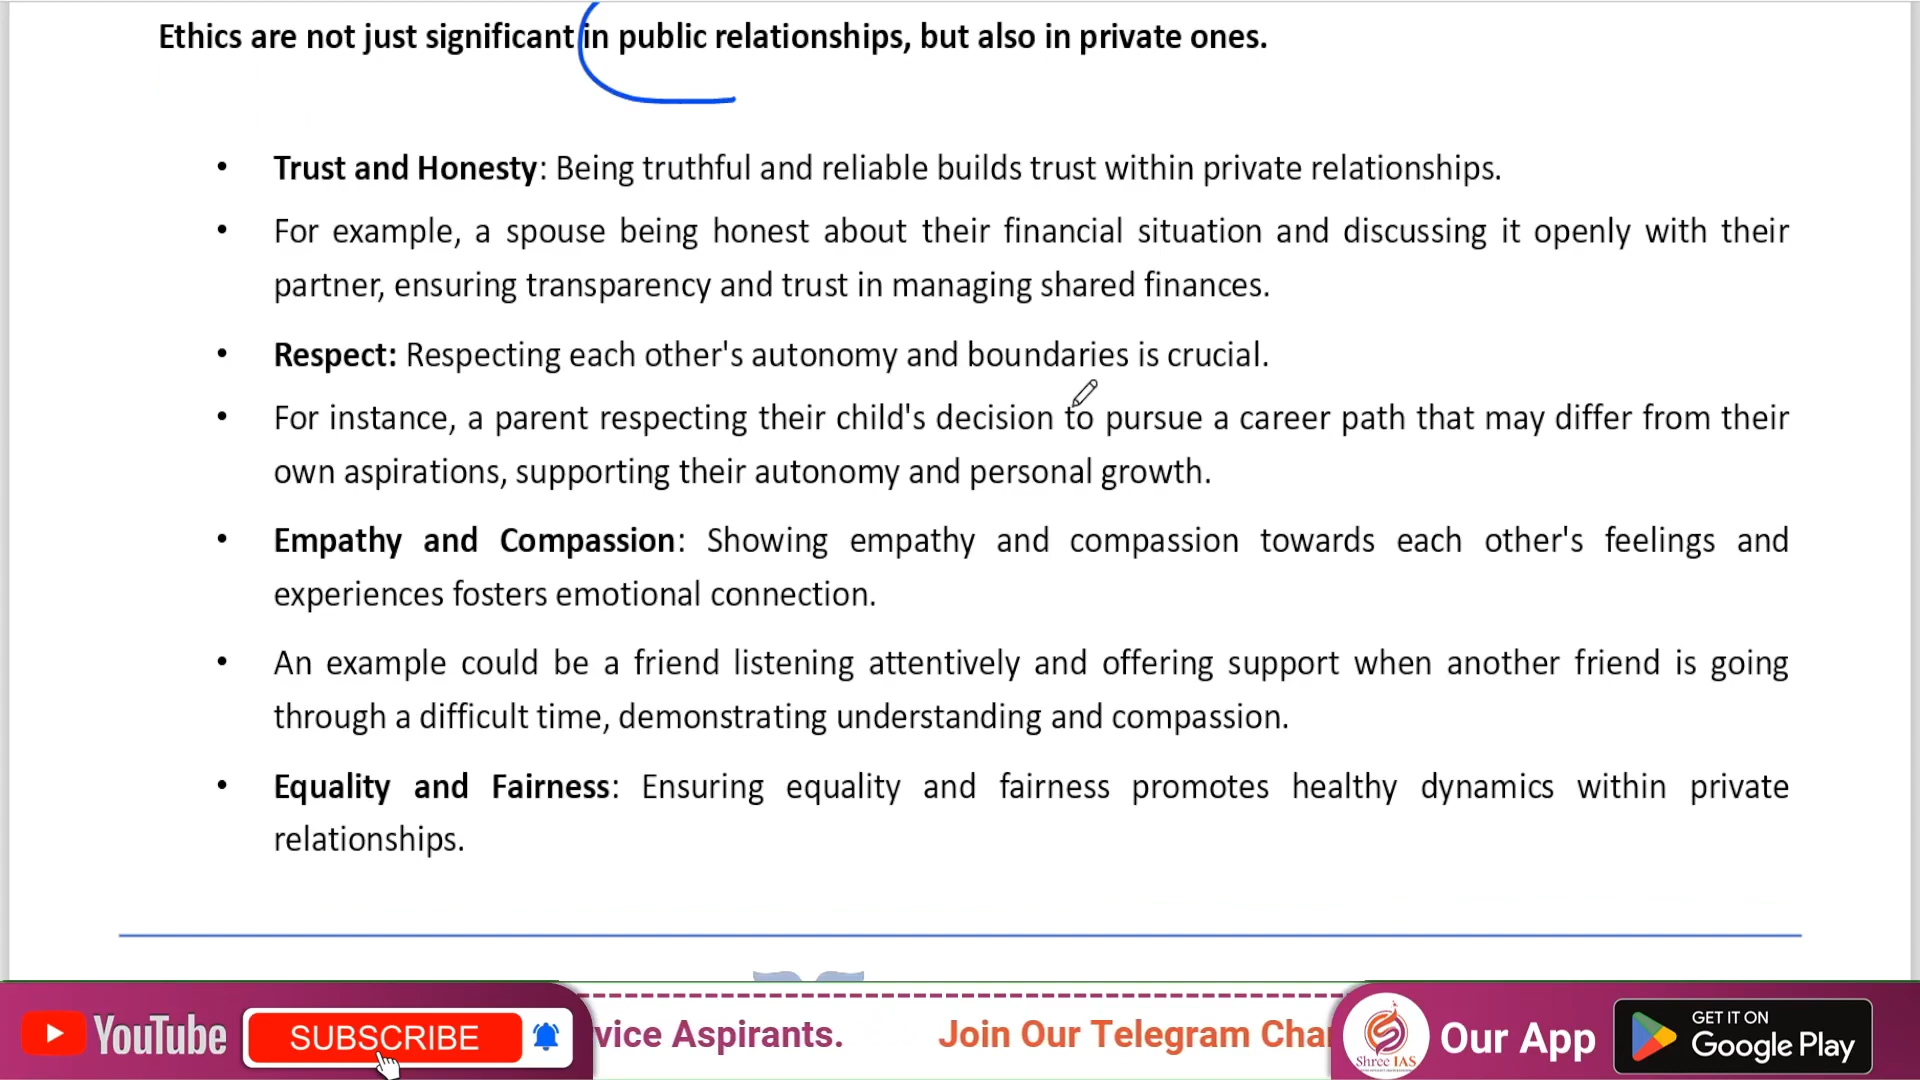 Ethics are not just significant in public relationships, but also in private ones.
• Trust and Honesty: Being truthful and reliable builds trust within private relationships.
• For example, a spouse being honest about their financial situation and discussing it openly with their
partner, ensuring transparency and trust in managing shared finances.
• Respect: Respecting each other's autonomy and boundaries is crucial.
• For instance, a parent respecting their child's decision to pursue a career path that may differ from their
own aspirations, supporting their autonomy and personal growth.
• Empathy and Compassion: Showing empathy and compassion towards each other's feelings and
experiences fosters emotional connection.
• An example could be a friend listening attentively and offering support when another friend is going
through a difficult time, demonstrating understanding and compassion.
• Equality and Fairness: Ensuring equality and fairness promotes healthy dynamics within private
relationships.
YouTube
SUBSCRIBE
vice Aspirants.
Join Our Telegram Cha
Shree IAS
Our App
GET IT ON
Google Play